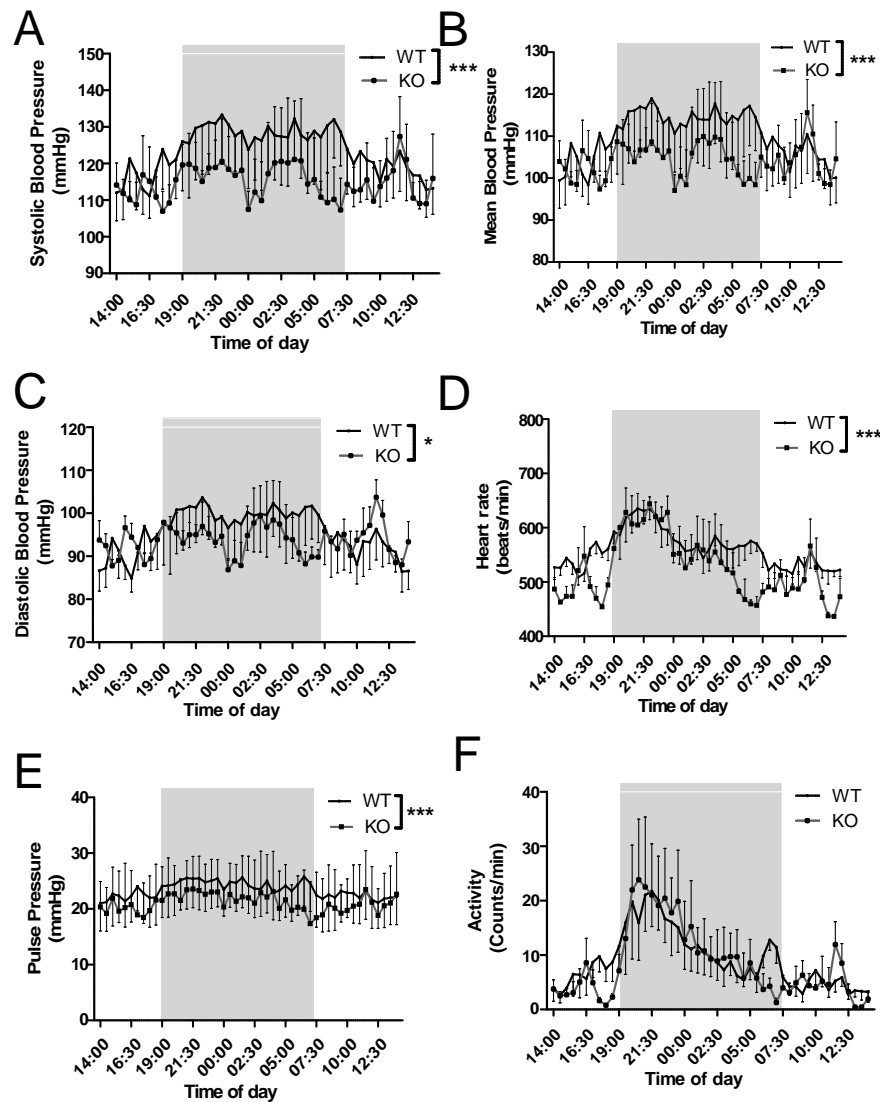 A
Systolic Blood Pressure
(mmHg)
150
140
130
120
110
100
90
14:00
16:30
19:00
21:30
00:00
02:30
05:00
07:30
10:00
12:30
Time of day
WT
KO
***
B
Mean Blood Pressure
(mmHg)
130
120
110
100
90
80
14:00
16:30
19:00
21:30
00:00
02:30
05:00
07:30
10:00
12:30
Time of day
WT
KO
***
C
Diastolic Blood Pressure
(mmHg)
120
110
100
90
80
70
14:00
16:30
19:00
21:30
00:00
02:30
05:00
07:30
10:00
12:30
Time of day
WT
KO
*
D
Heart rate
(beats/min)
800
700
600
500
400
14:00
16:30
19:00
21:30
00:00
02:30
05:00
07:30
10:00
12:30
Time of day
WT
KO
***
E
Pulse Pressure
(mmHg)
40
30
20
10
0
14:00
16:30
19:00
21:30
00:00
02:30
05:00
07:30
10:00
12:30
Time of day
WT
KO
***
F
Activity
(Counts/min)
40
30
20
10
0
14:00
16:30
19:00
21:30
00:00
02:30
05:00
07:30
10:00
12:30
Time of day
WT
KO